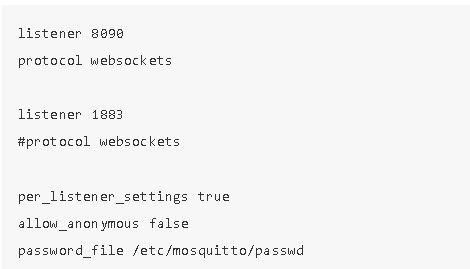 listener 8090
protocol websockets
listener 1883
#protocol websockets
per_listener_settings true
allow_anonymous false
password_file /etc/mosquitto/passwd